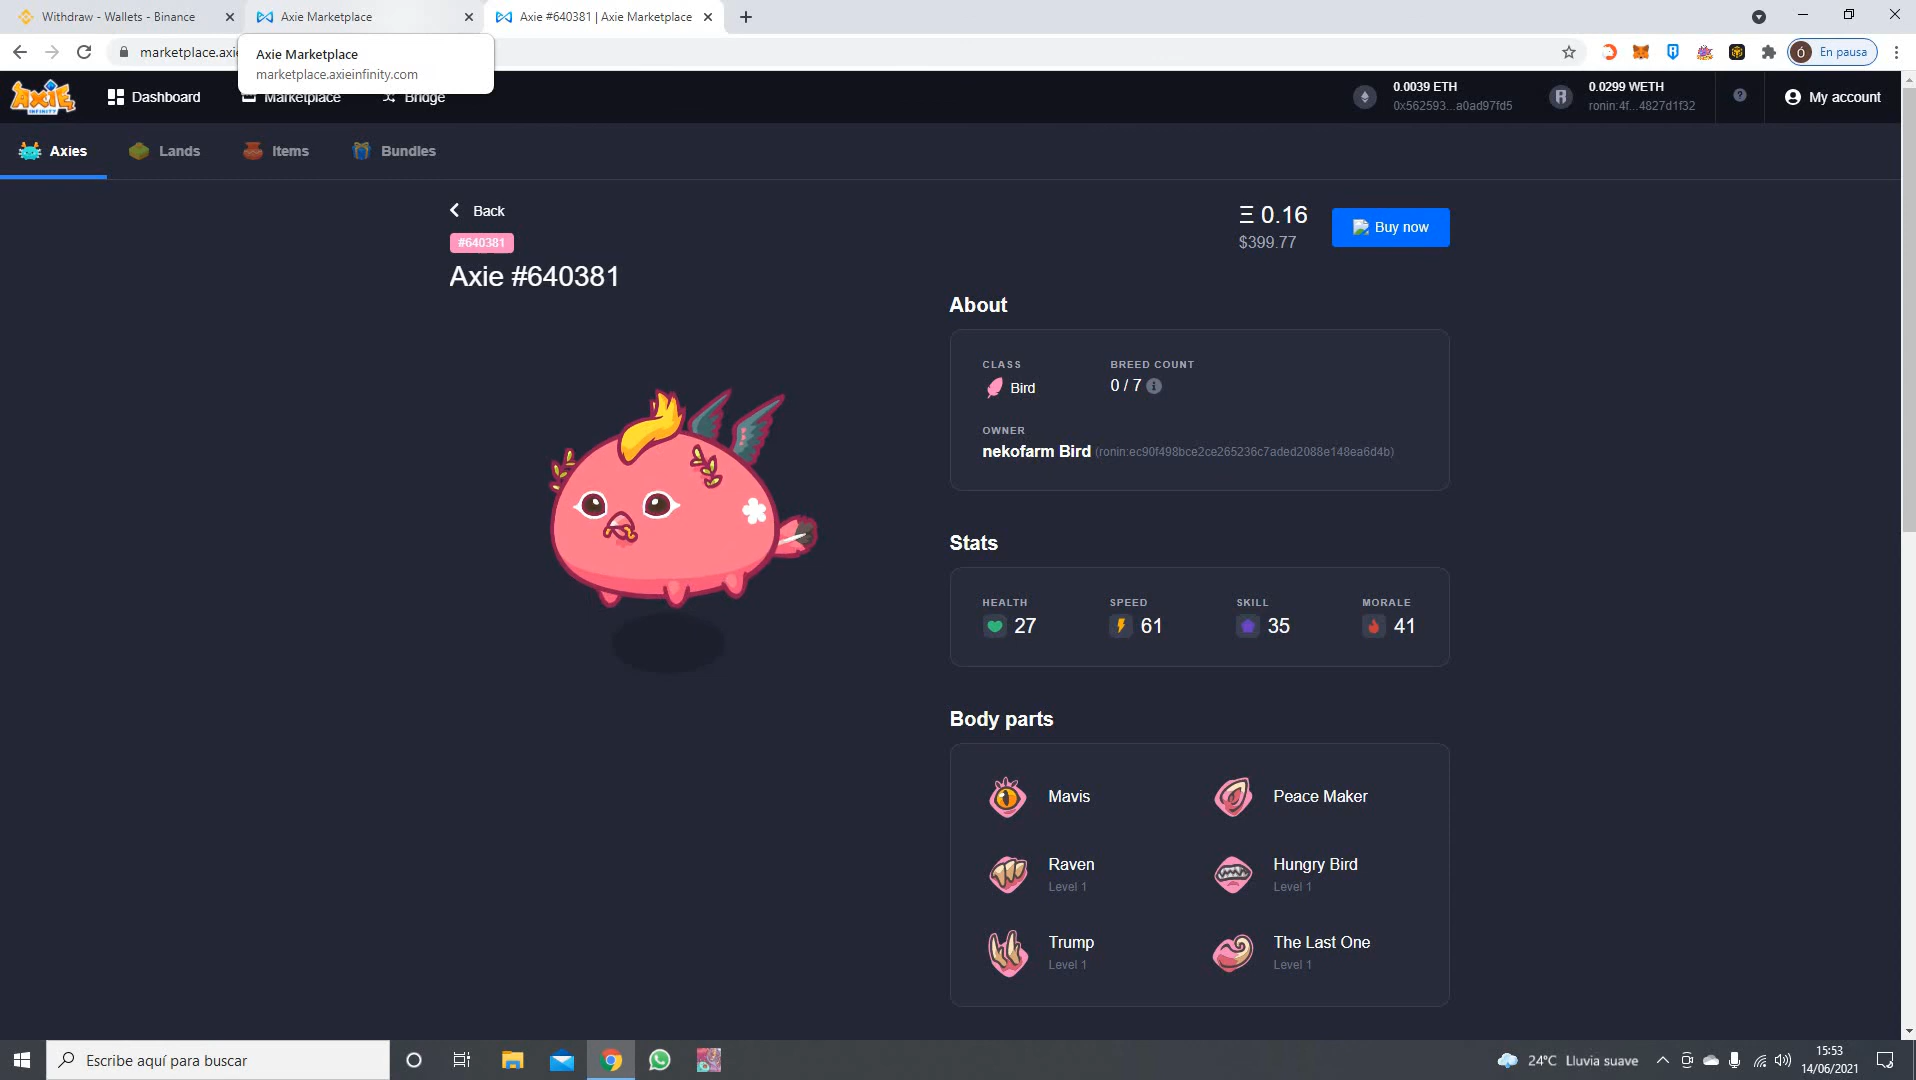 Withdraw - Wallets - Binance
Axie Marketplace
Axie #640381 | Axie Marketplace
marketplace.axie
Axie Marketplace
marketplace.axieinfinity.com
ó En pausa
AXIE INFINITY
Dashboard
Marketplace
Bridge
0.0039 ETH
0x562593...a0ad97fd5
0.0299 WETH
ronin:4f...4827d1f32
My account
Axies
Lands
Items
Bundles
Back
#640381
Axie #640381
Ξ 0.16
$399.77
Buy now
About
CLASS
BREED COUNT
Bird
0 / 7
OWNER
nekofarm Bird (ronin:ec90f498bce2ce265236c7aded2088e148ea6d4b)
Stats
HEALTH
SPEED
SKILL
MORALE
27
61
35
41
Body parts
Mavis
Peace Maker
Raven
Level 1
Hungry Bird
Level 1
Trump
Level 1
The Last One
Level 1
Escribe aquí para buscar
24°C Lluvia suave
15:53
14/06/2021